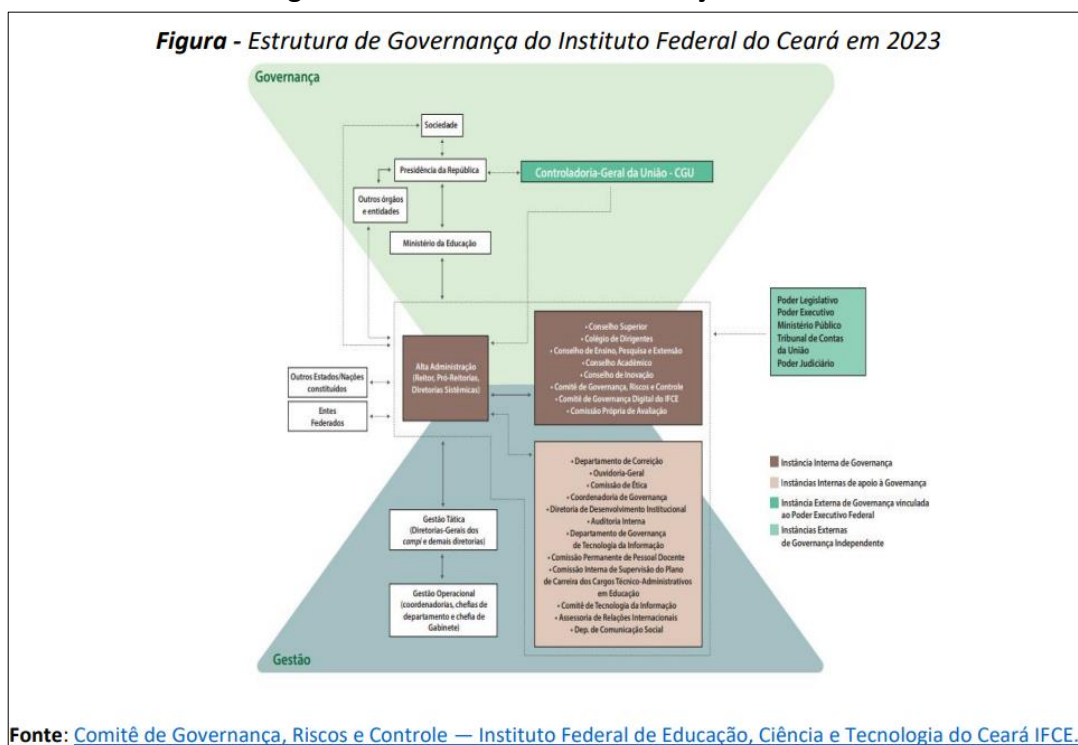 Figura - Estrutura de Governança do Instituto Federal do Ceará em 2023
Governança
Sociedade
Presidência da República
Controladoria-Geral da União - CGU
Outros órgãos
e entidades
Ministério da Educação
Poder Legislativo
Poder Executivo
Ministério Público
Tribunal de Contas
da União
Poder Judiciário
• Conselho Superior
• Colégio de Dirigentes
• Conselho de Ensino, Pesquisa e Extensão
• Conselho Acadêmico
• Conselho de Inovação
• Comitê de Governança, Riscos e Controle
• Comitê de Governança Digital do IFCE
• Comissão Própria de Avaliação
Alta Administração
(Reitor, Pró-Reitorias,
Diretorias Sistêmicas)
Outros Estados/Nações
constituídos
Entes
Federados
• Departamento de Correição
• Ouvidoria-Geral
• Comissão de Ética
• Coordenadoria de Governança
• Diretoria de Desenvolvimento Institucional
• Auditoria Interna
• Departamento de Governança
de Tecnologia da Informação
• Comissão Permanente de Pessoal Docente
• Comissão Interna de Supervisão do Plano
de Carreira dos Cargos Técnico-Administrativos
em Educação
• Comitê de Tecnologia da Informação
• Assessoria de Relações Internacionais
• Dep. de Comunicação Social
Instância Interna de Governança
Instâncias Internas de apoio à Governança
Instância Externa de Governança vinculada
ao Poder Executivo Federal
Instâncias Externas
de Governança Independente
Gestão Tática
(Diretorias-Gerais dos
campi e demais diretorias)
Gestão Operacional
(coordenadorias, chefias de
departamento e chefia de
Gabinete)
Gestão
Fonte: Comitê de Governança, Riscos e Controle — Instituto Federal de Educação, Ciência e Tecnologia do Ceará IFCE.